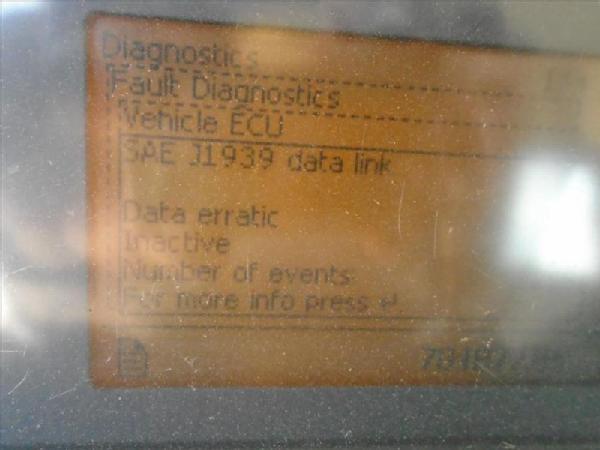 Diagnostics
Fault Diagnostics
Vehicle ECU
SAE J1939 data link
Data erratic
Inactive
Number of events:
For more info press ↵